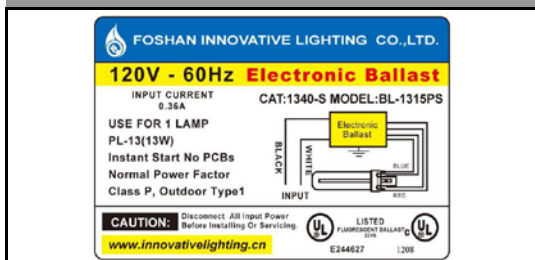 FOSHAN INNOVATIVE LIGHTING CO.,LTD.
120V - 60Hz Electronic Ballast
INPUT CURRENT
0.36A
CAT:1340-S MODEL:BL-1315PS
USE FOR 1 LAMP
PL-13(13W)
Instant Start No PCBs
Normal Power Factor
Class P, Outdoor Type1
Electronic
Ballast
BLACK
WHITE
BLUE
RED
INPUT
CAUTION: Disconnect All Input Power
Before Installing Or Servicing.
www.innovativelighting.cn
UL
LISTED
FLUORESCENT BALLAST
c UL
E244627 1208